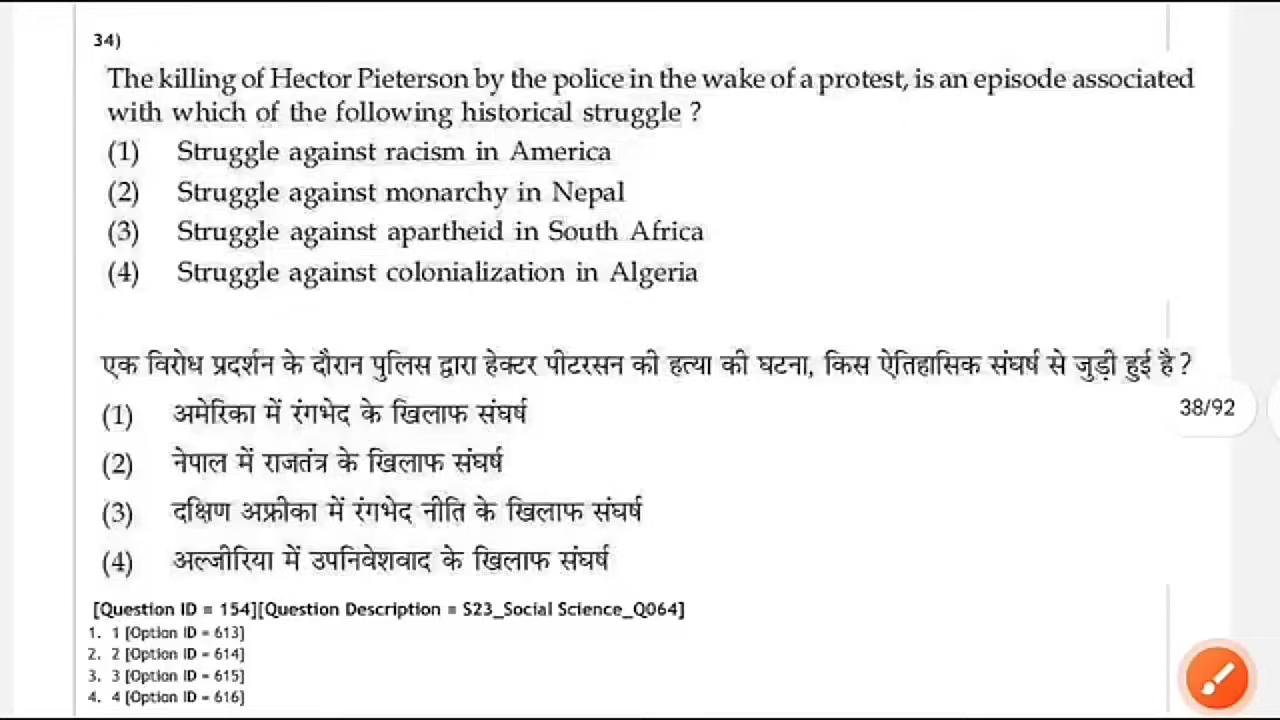 34)
The killing of Hector Pieterson by the police in the wake of a protest, is an episode associated
with which of the following historical struggle ?
(1) Struggle against racism in America
(2) Struggle against monarchy in Nepal
(3) Struggle against apartheid in South Africa
(4) Struggle against colonialization in Algeria
एक विरोध प्रदर्शन के दौरान पुलिस द्वारा हेक्टर पीटरसन की हत्या की घटना, किस ऐतिहासिक संघर्ष से जुड़ी हुई है ?
38/92
(1) अमेरिका में रंगभेद के खिलाफ संघर्ष
(2) नेपाल में राजतंत्र के खिलाफ संघर्ष
(3) दक्षिण अफ्रीका में रंगभेद नीति के खिलाफ संघर्ष
(4) अल्जीरिया में उपनिवेशवाद के खिलाफ संघर्ष
[Question ID = 154][Question Description = S23_Social Science_Q064]
1. 1 [Option ID = 613]
2. 2 [Option ID = 614]
3. 3 [Option ID = 615]
4. 4 [Option ID = 616]